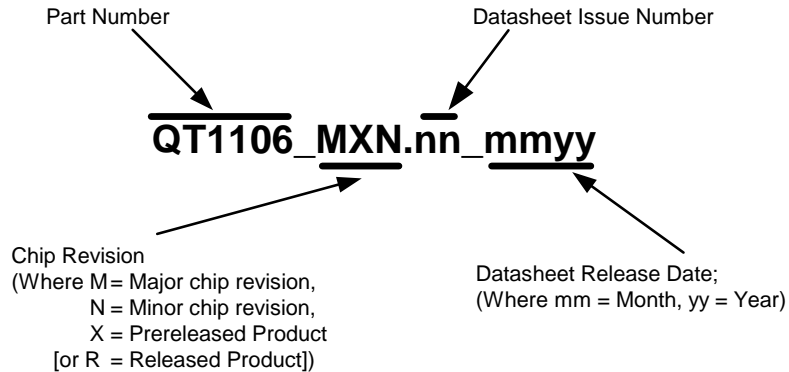 Part Number
Datasheet Issue Number
QT1106_MXN.nn_mmyy
Chip Revision
(Where M = Major chip revision,
N = Minor chip revision,
X = Prereleased Product
[or R = Released Product])
Datasheet Release Date;
(Where mm = Month, yy = Year)